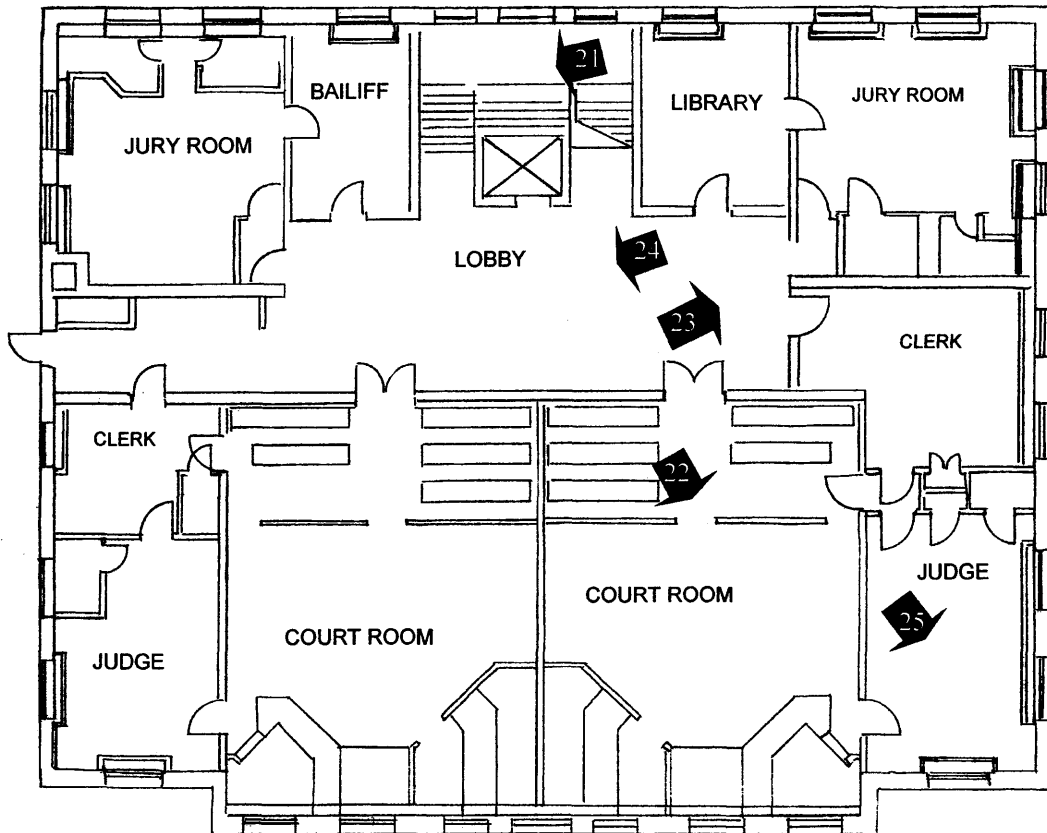 21
BAILIFF
LIBRARY
JURY ROOM
JURY ROOM
LOBBY
24
23
CLERK
CLERK
22
JUDGE
COURT ROOM
25
COURT ROOM
JUDGE